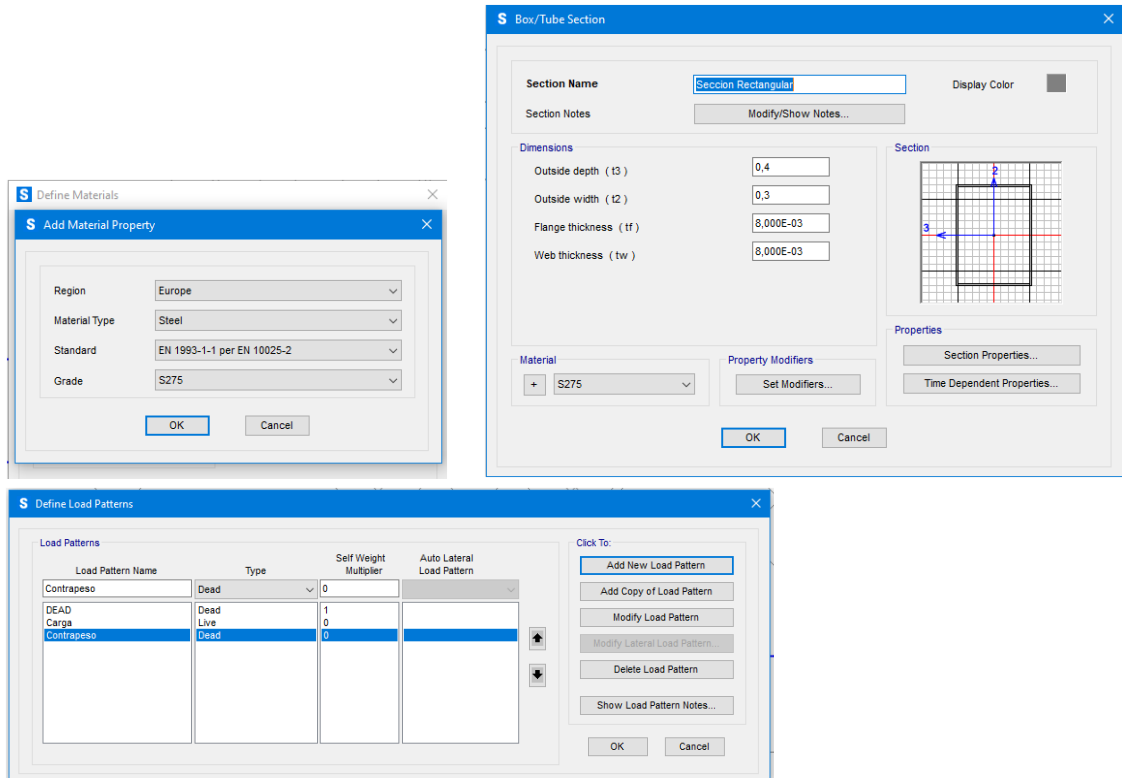 S Box/Tube Section
Section Name Seccion Rectangular Display Color
Section Notes Modify/Show Notes...
Dimensions
Outside depth ( t3 ) 0,4
Outside width ( t2 ) 0,3
Flange thickness ( tf ) 8,000E-03
Web thickness ( tw ) 8,000E-03
Section
2
3
Properties
Section Properties...
Time Dependent Properties...
Material
+ S275
Property Modifiers
Set Modifiers...
OK Cancel
S Define Materials
S Add Material Property
Region Europe
Material Type Steel
Standard EN 1993-1-1 per EN 10025-2
Grade S275
OK Cancel
S Define Load Patterns
Load Patterns
Load Pattern Name Type Self Weight Multiplier Auto Lateral Load Pattern
Contrapeso Dead 0
DEAD Dead 1
Carga Live 0
Contrapeso Dead 0
Click To:
Add New Load Pattern
Add Copy of Load Pattern
Modify Load Pattern
Modify Lateral Load Pattern...
Delete Load Pattern
Show Load Pattern Notes...
OK Cancel